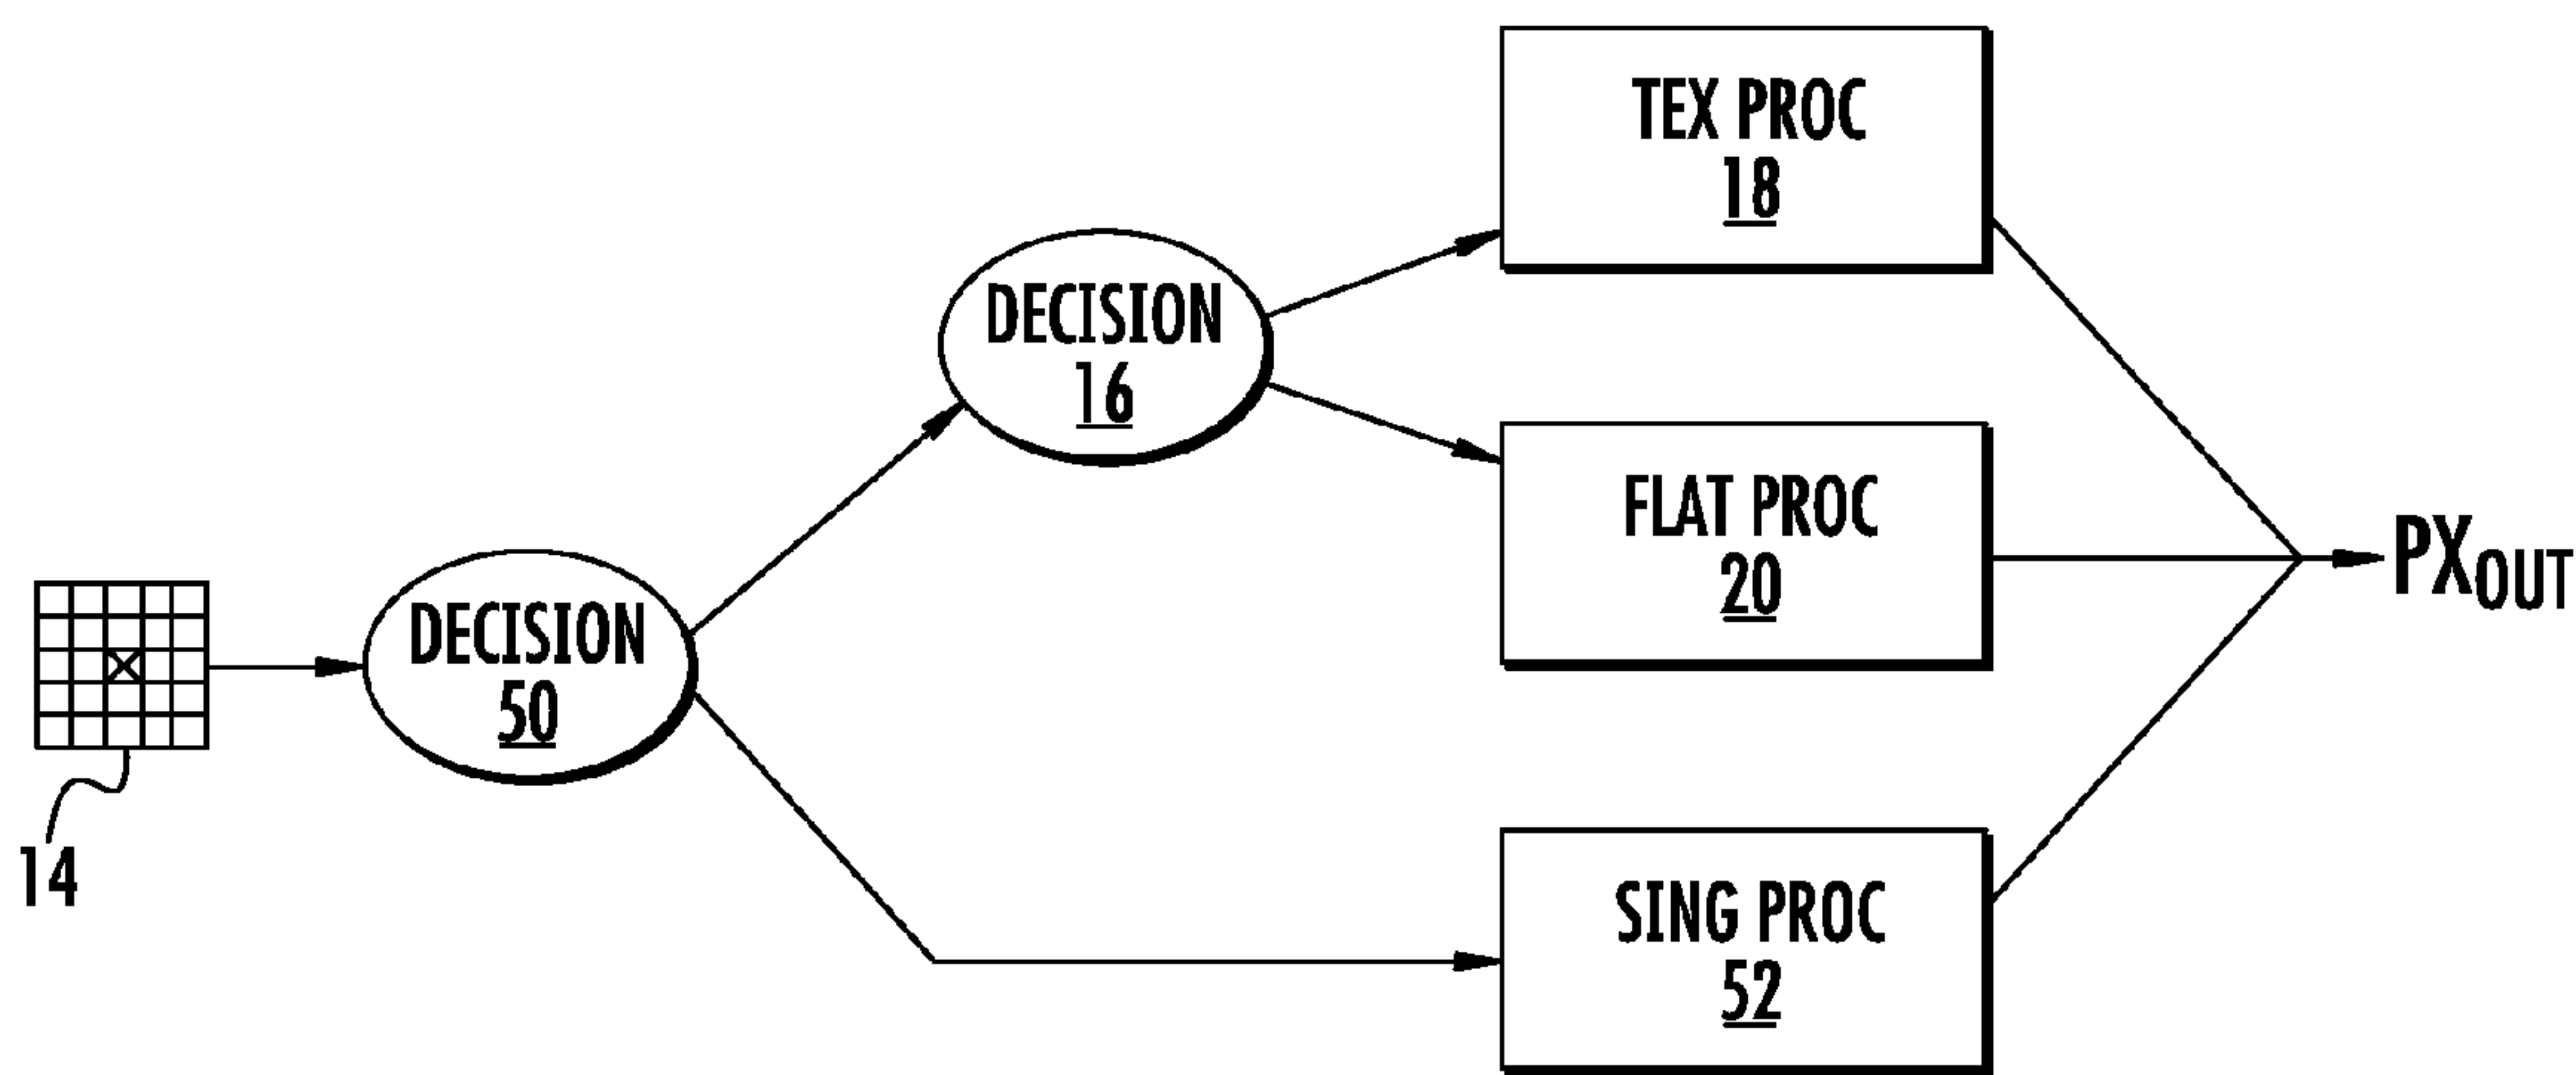 TEX PROC
18
DECISION
16
FLAT PROC
20
PXOUT
DECISION
50
14
SING PROC
52